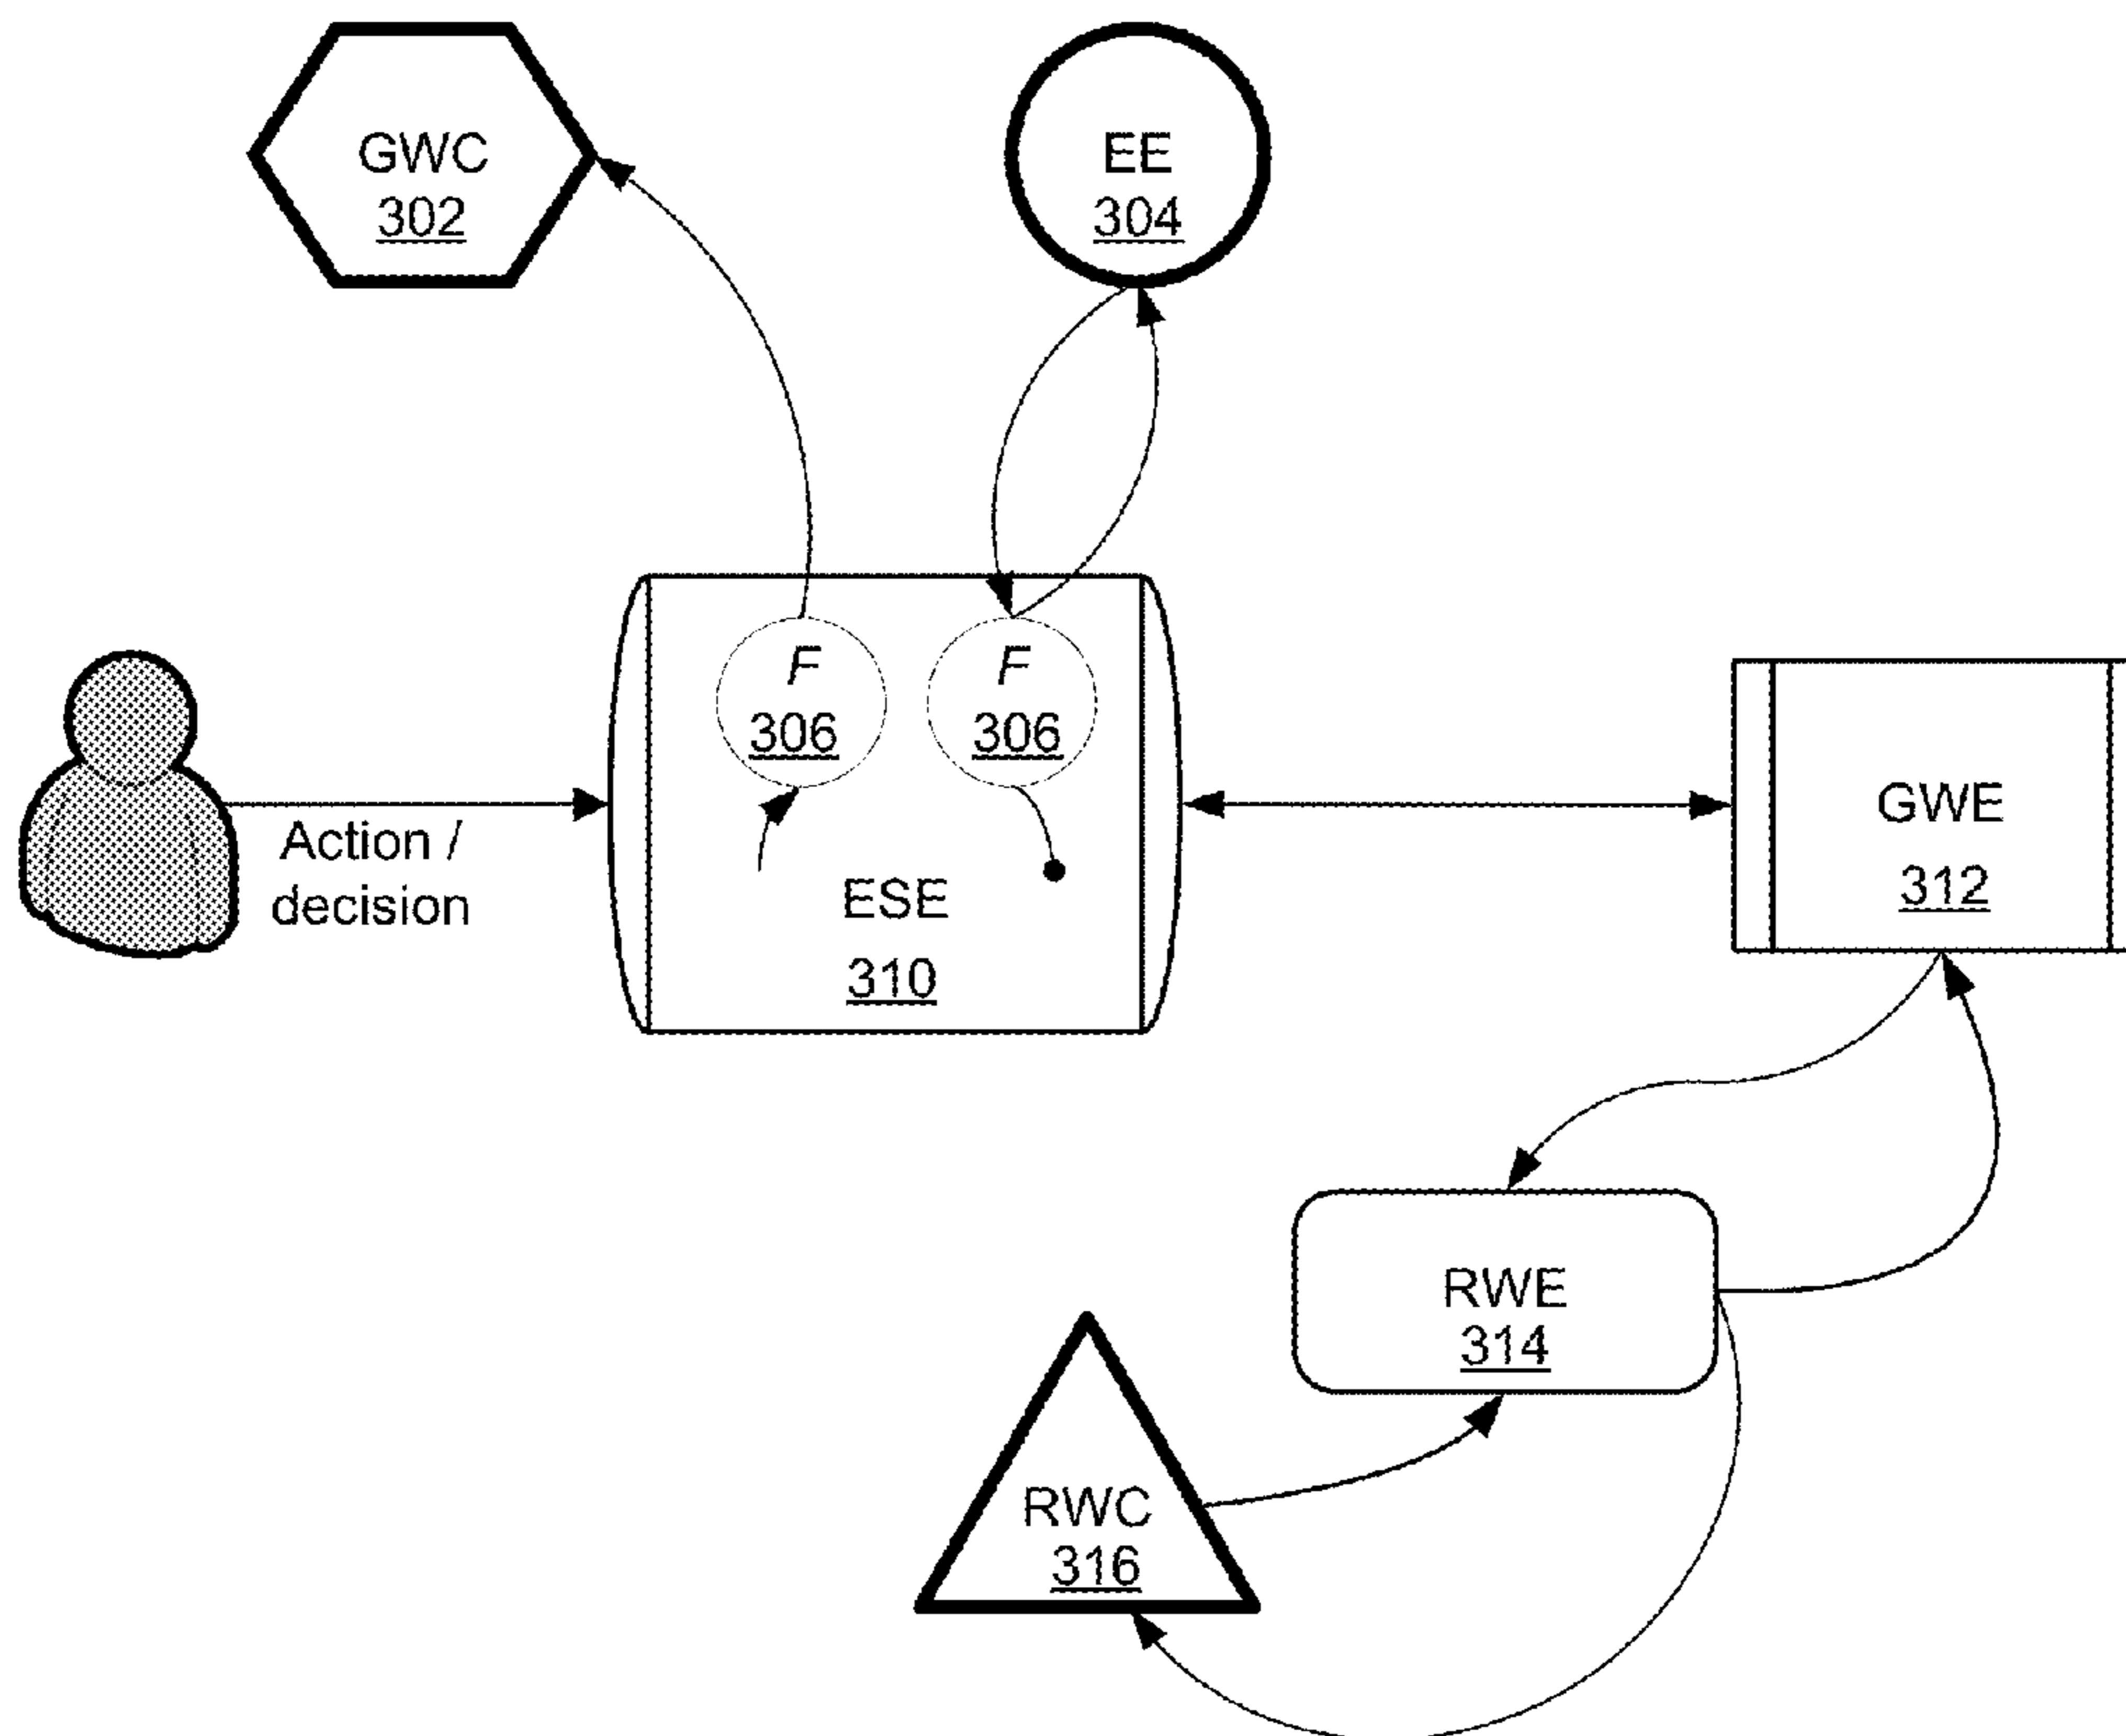 GWC
302
EE
304
F
306
F
306
Action /
decision
ESE
310
GWE
312
RWE
314
RWC
316